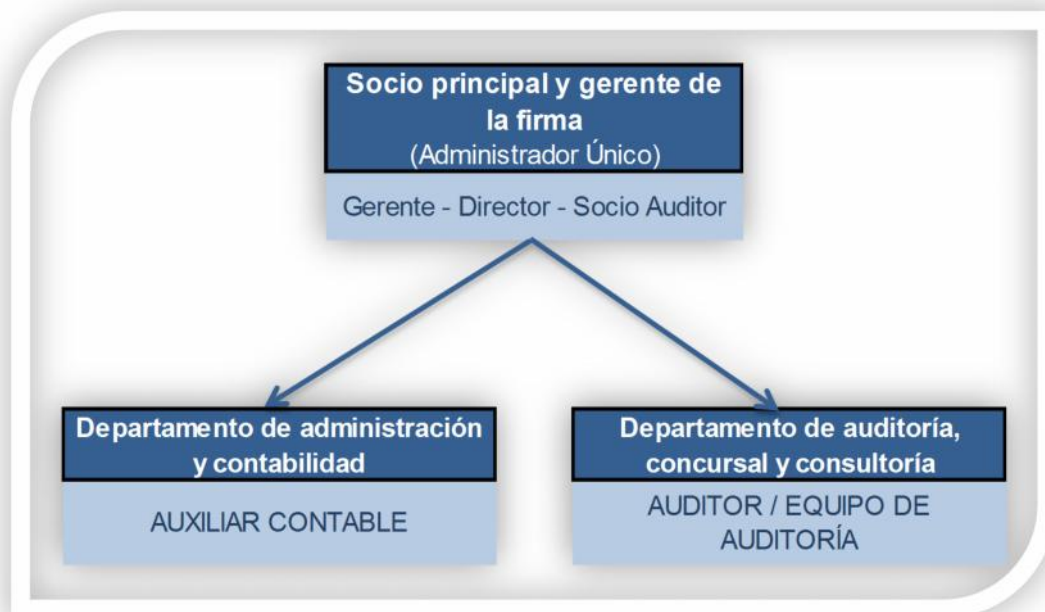 Socio principal y gerente de
la firma
(Administrador Único)
Gerente - Director - Socio Auditor
Departamento de administración
y contabilidad
AUXILIAR CONTABLE
Departamento de auditoría,
concursal y consultoría
AUDITOR / EQUIPO DE
AUDITORÍA